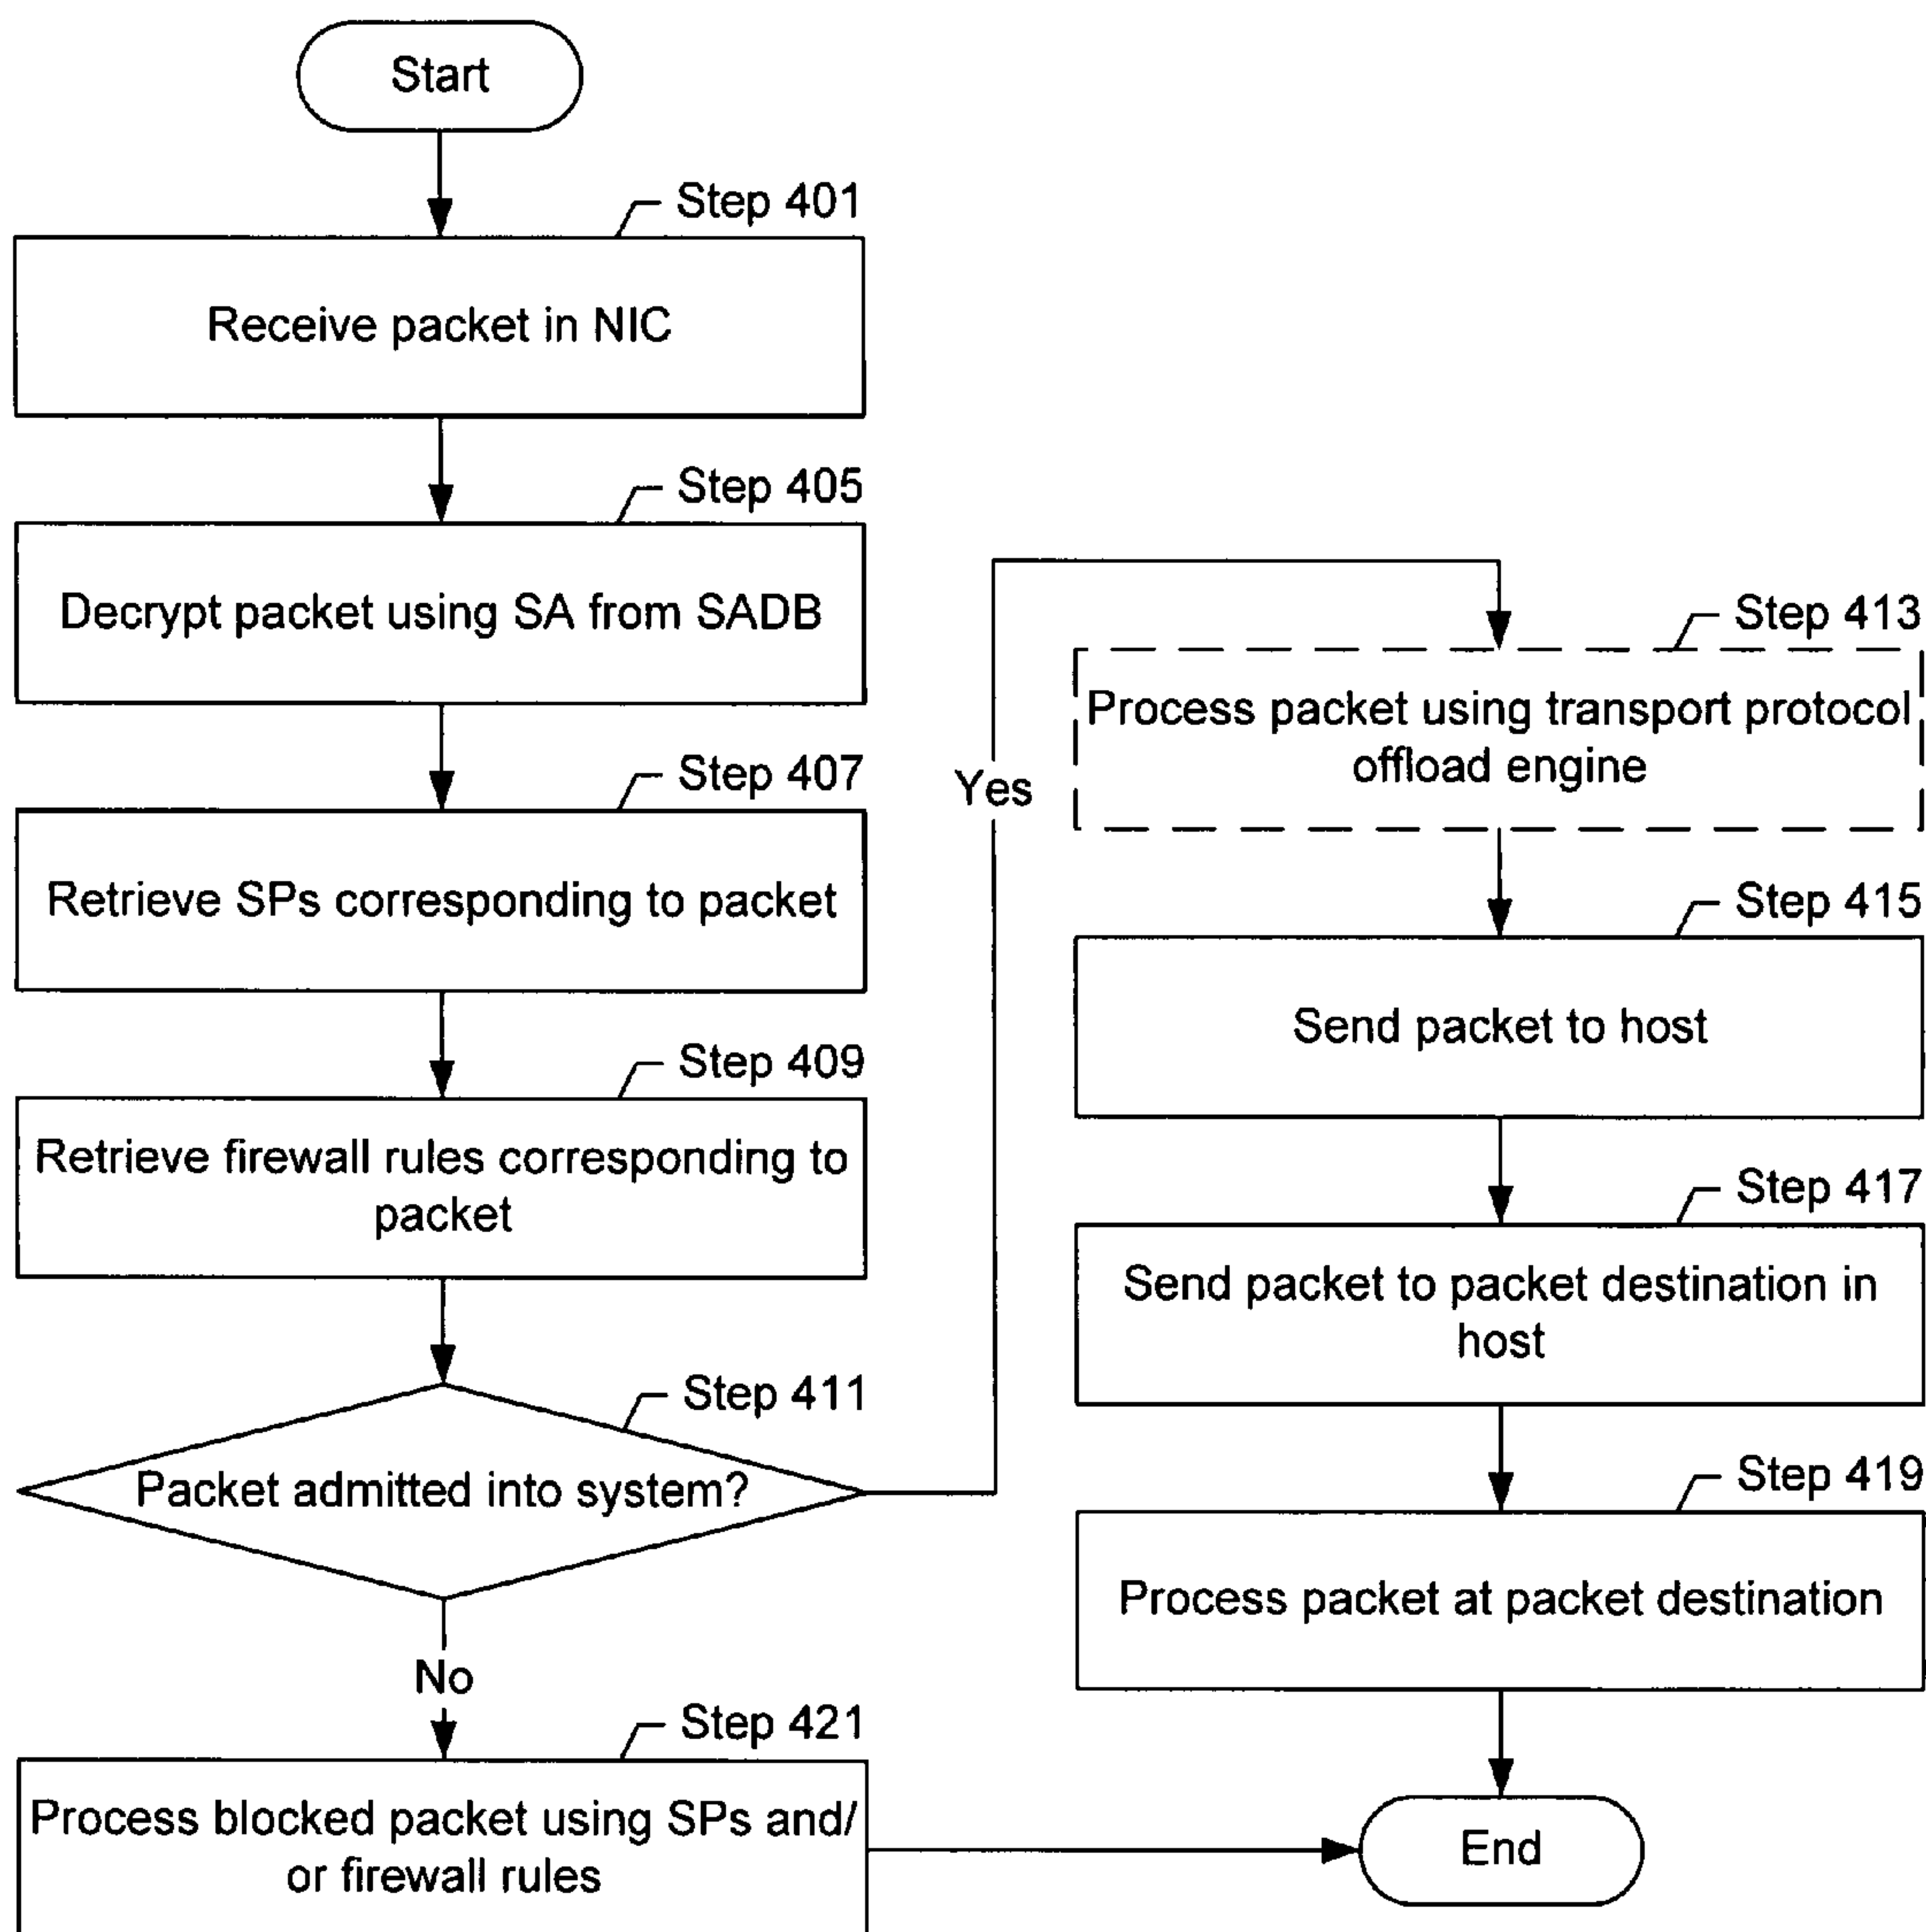 Start
Step 401
Receive packet in NIC
Step 405
Decrypt packet using SA from SADB
Step 407
Retrieve SPs corresponding to packet
Step 409
Retrieve firewall rules corresponding to
packet
Step 411
Packet admitted into system?
Yes
No
Step 421
Process blocked packet using SPs and/
or firewall rules
Step 413
Process packet using transport protocol
offload engine
Step 415
Send packet to host
Step 417
Send packet to packet destination in
host
Step 419
Process packet at packet destination
End